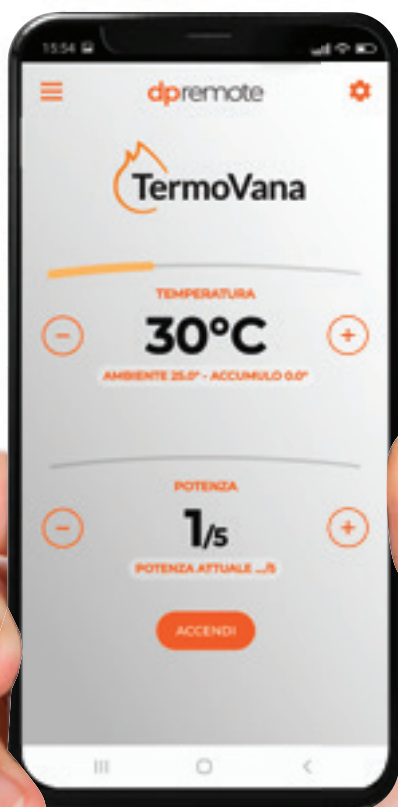 15:54
dpremote
TermoVana
TEMPERATURA
30°C
AMBIENTE 25.0° - ACCUMULO 0.0°
POTENZA
1/5
POTENZA ATTUALE .../5
ACCENDI